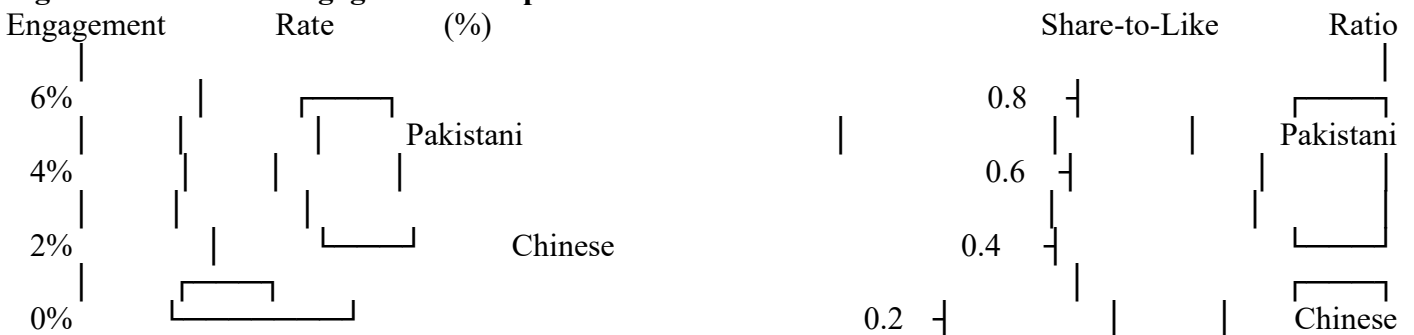 Engagement Rate (%) Share-to-Like Ratio
6% 0.8
Pakistani Pakistani
4% 0.6
2% Chinese 0.4
0% 0.2 Chinese